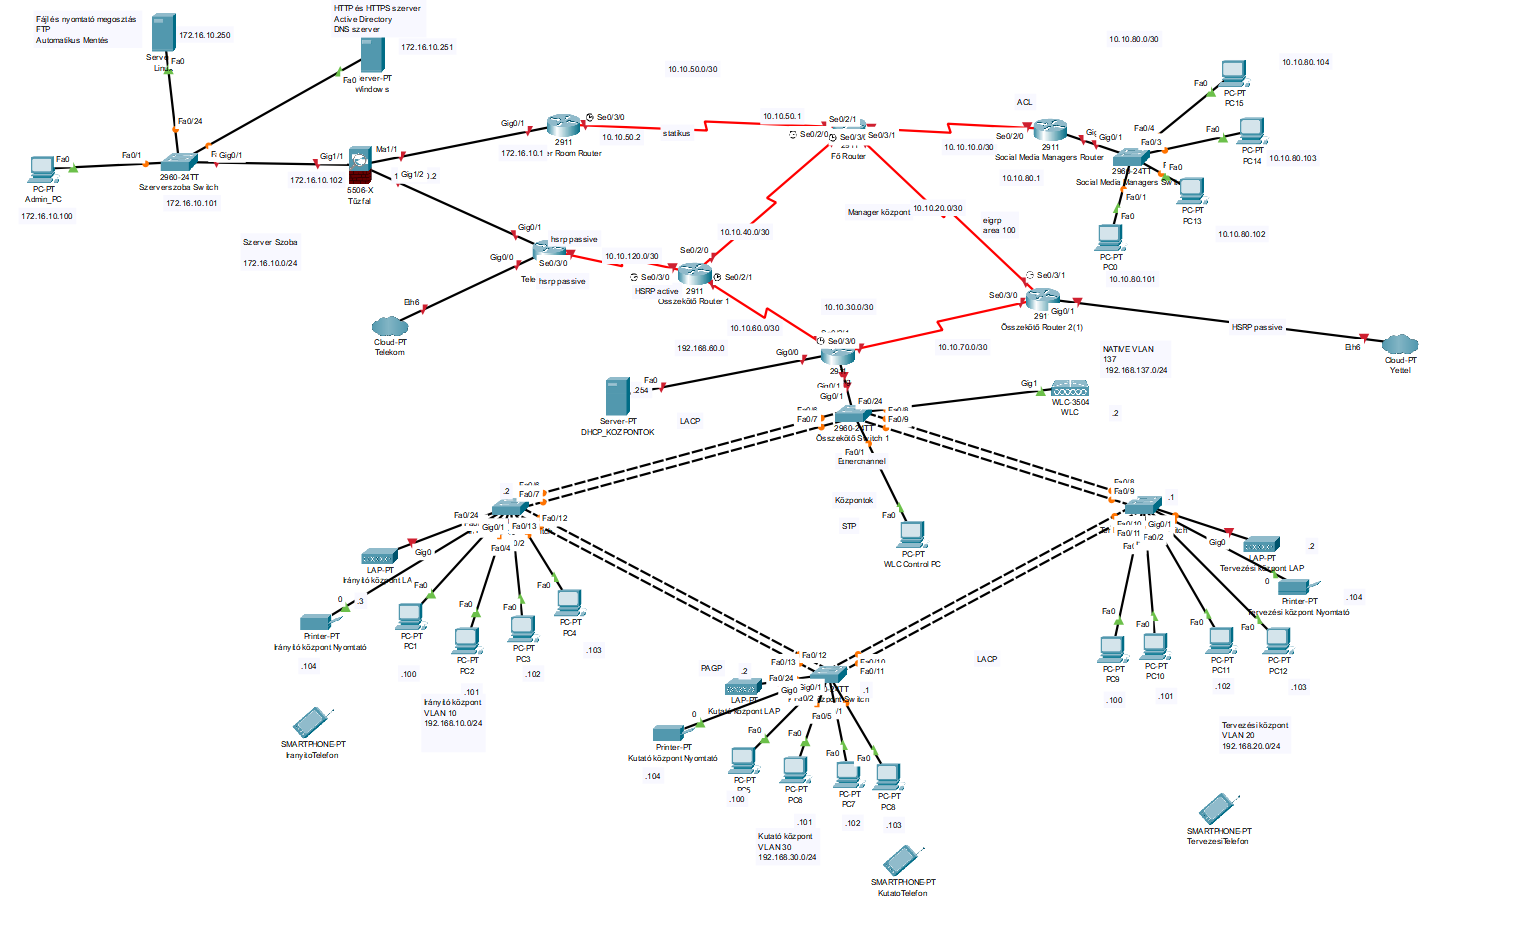 Fájl és nyomtató megosztás
FTP
Automatikus Mentés
172.16.10.250
HTTP és HTTPS szerver
Active Directory
DNS szerver
172.16.10.251
Fa0
Fa0
Fa0/24
Fa0/1
Fa0
PC-PT
Admin_PC
172.16.10.100
Gig0/1
2960-24TT
Szerverszoba Switch
172.16.10.101
Szerver Szoba
172.16.10.0/24
Gig1/1
172.16.10.102
5506-X
Tűzfal
Ma1/1
Gig1/2
Gig0/1
2911
Se0/3/0
172.16.10.1
10.10.50.2
statikus
10.10.50.0/30
10.10.50.1
Se0/2/1
Se0/3/1
Fő Router
ACL
Se0/2/0
10.10.10.0/30
2911
Social Media Managers Router
Gig0/1
10.10.80.1
10.10.80.0/30
10.10.80.104
Fa0
PC-PT
PC15
Fa0/4
Fa0/3
Fa0
PC-PT
PC14
10.10.80.103
Fa0
PC-PT
PC13
10.10.80.102
Fa0/1
Fa0
PC-PT
PC0
10.10.80.101
Manager központ
10.10.20.0/30
eigrp
area 100
Gig0/1
hsrp passive
Se0/3/0
hsrp passive
Gig0/0
Eth6
Cloud-PT
Telekom
10.10.120.0/30
Se0/2/0
10.10.40.0/30
Se0/3/0
Se0/2/1
HSRP active
2911
Összekötő Router 1
10.10.60.0/30
10.10.30.0/30
Se0/3/1
Se0/3/0
Gig0/1
Összekötő Router 2(1)
10.10.70.0/30
HSRP passive
Eth6
Cloud-PT
Yettel
192.168.60.0
Gig0/0
Se0/3/0
Fa0
.254
Server-PT
DHCP_KOZPONTOK
LACP
Gig0/1
Gig0/1
Fa0/24
Gig1
WLC-3504
WLC
.2
NATIVE VLAN
137
192.168.137.0/24
Fa0/7
Fa0/9
Összekötő Switch 1
Fa0/1
Központok
STP
Fa0
PC-PT
WLC Control PC
.2
Fa0/7
Fa0/24
Fa0/12
Gig0/1
Fa0/13
Fa0/4
Gig0
LAP-PT
0
.3
Printer-PT
Irányító központ Nyomtató
.104
Fa0
PC-PT
PC1
.100
Fa0
PC-PT
PC2
.101
PC-PT
PC3
.102
Fa0
PC-PT
PC4
.103
Irányító központ
VLAN 10
192.168.10.0/24
SMARTPHONE-PT
IranyitoTelefon
Fa0/9
.1
Gig0/1
Fa0/11
Fa0/2
Gig0
LAP-PT
Tervezési központ LAP
.2
0
Printer-PT
Tervezési központ Nyomtató
.104
Fa0
PC-PT
PC9
.100
Fa0
PC-PT
PC10
.101
Fa0
PC-PT
PC11
.102
Fa0
PC-PT
PC12
.103
Tervezési központ
VLAN 20
192.168.20.0/24
SMARTPHONE-PT
TervezesiTelefon
LACP
PAGP
.2
Fa0/12
Fa0/13
Fa0/24
Fa0/11
.1
Gig0
Gig0/1
Kutató központ LAP
Fa0/5
0
Printer-PT
Kutató központ Nyomtató
.104
Fa0
PC-PT
.100
Fa0
PC-PT
PC6
.101
Fa0
PC-PT
PC7
.102
Fa0
PC-PT
PC8
.103
Kutató központ
VLAN 30
192.168.30.0/24
SMARTPHONE-PT
KutatoTelefon